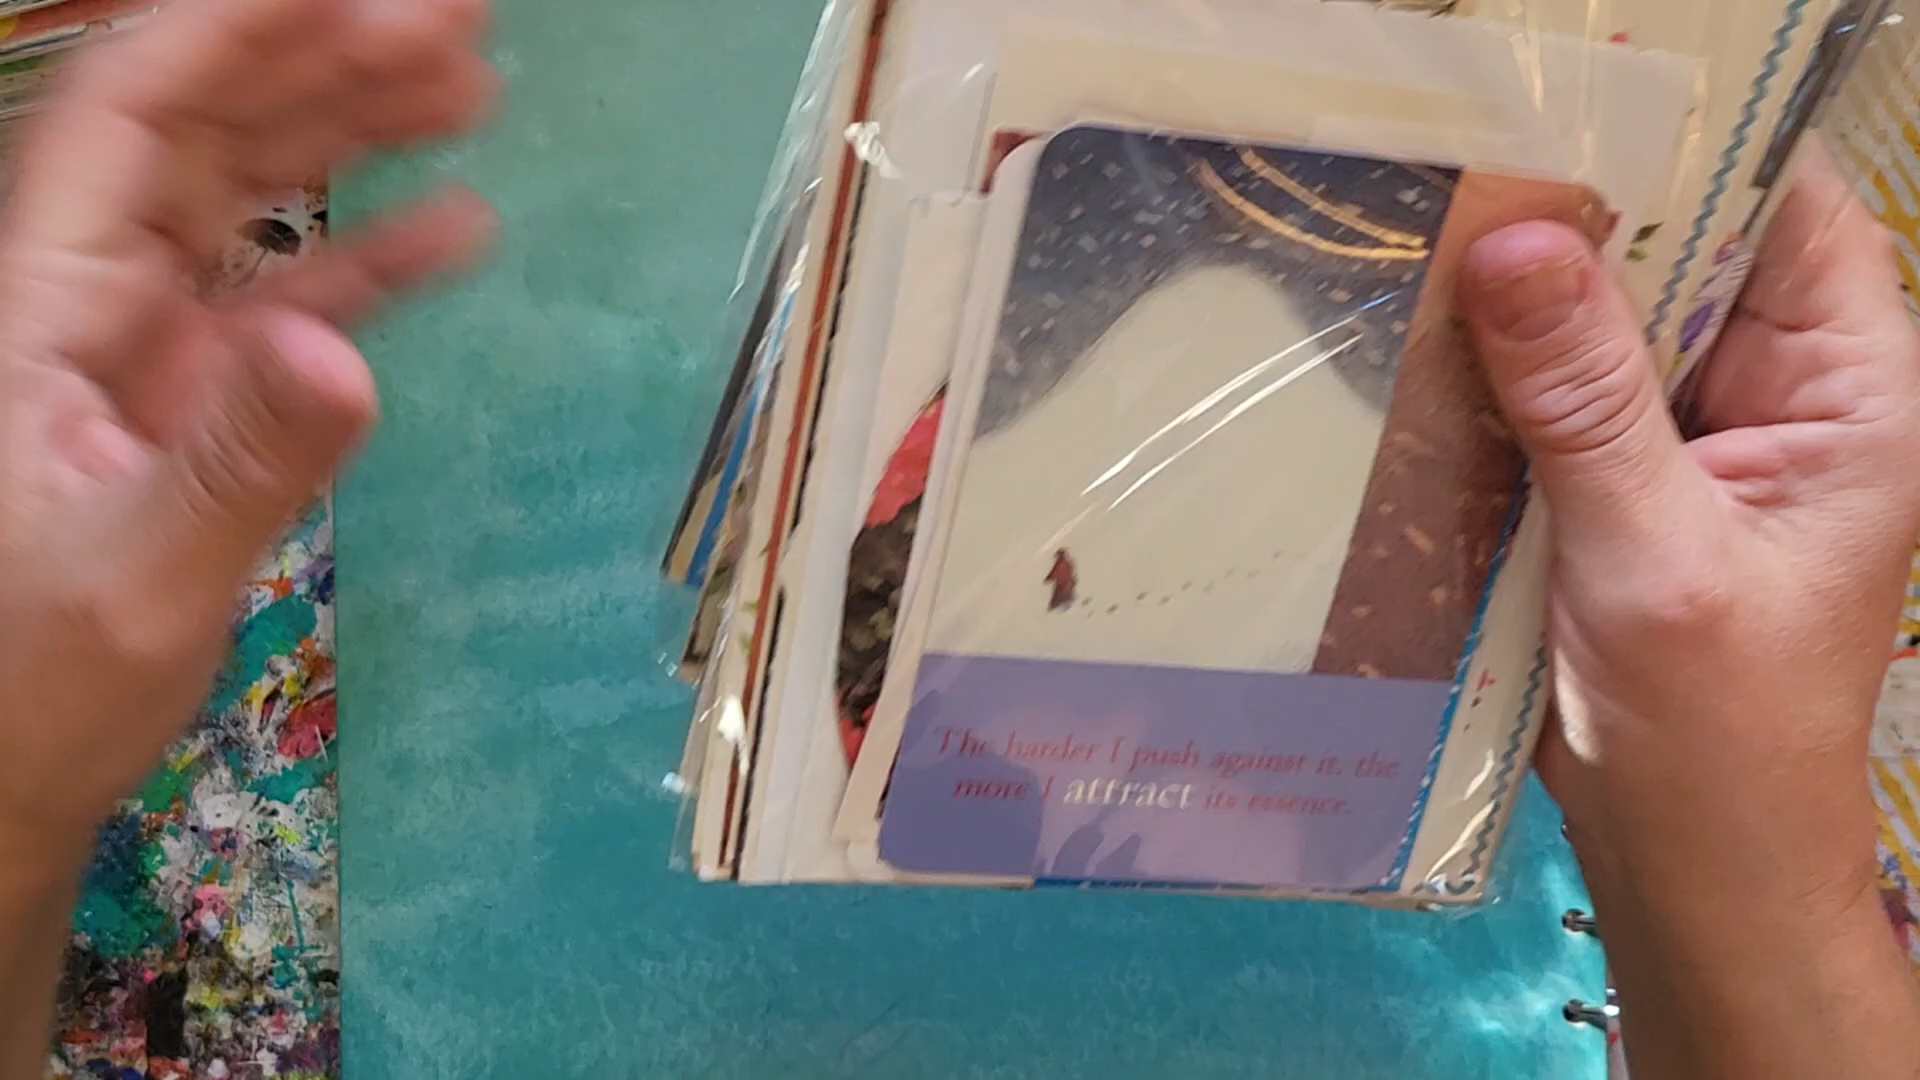 The harder I push against it, the
more I attract its essence.